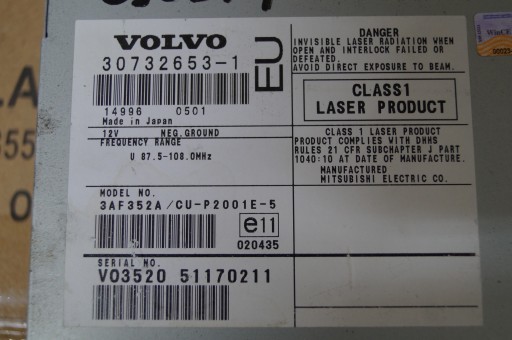 VOLVO
30732653-1
EU
14996 0501
Made in Japan
12V NEG.GROUND
FREQUENCY RANGE
U 87.5-108.0MHz
MODEL NO.
3AF352A/CU-P2001E-5
e11
020435
SERIAL NO.
VO3520 51170211
DANGER
INVISIBLE LASER RADIATION WHEN
OPEN AND INTERLOCK FAILED OR
DEFEATED.
AVOID DIRECT EXPOSURE TO BEAM.
CLASS1
LASER PRODUCT
CLASS 1 LASER PRODUCT
PRODUCT COMPLIES WITH DHHS
RULES 21 CFR SUBCHAPTER J PART
1040:10 AT DATE OF MANUFACTURE.
MANUFACTURED
MITSUBISHI ELECTRIC CO.
WinCE